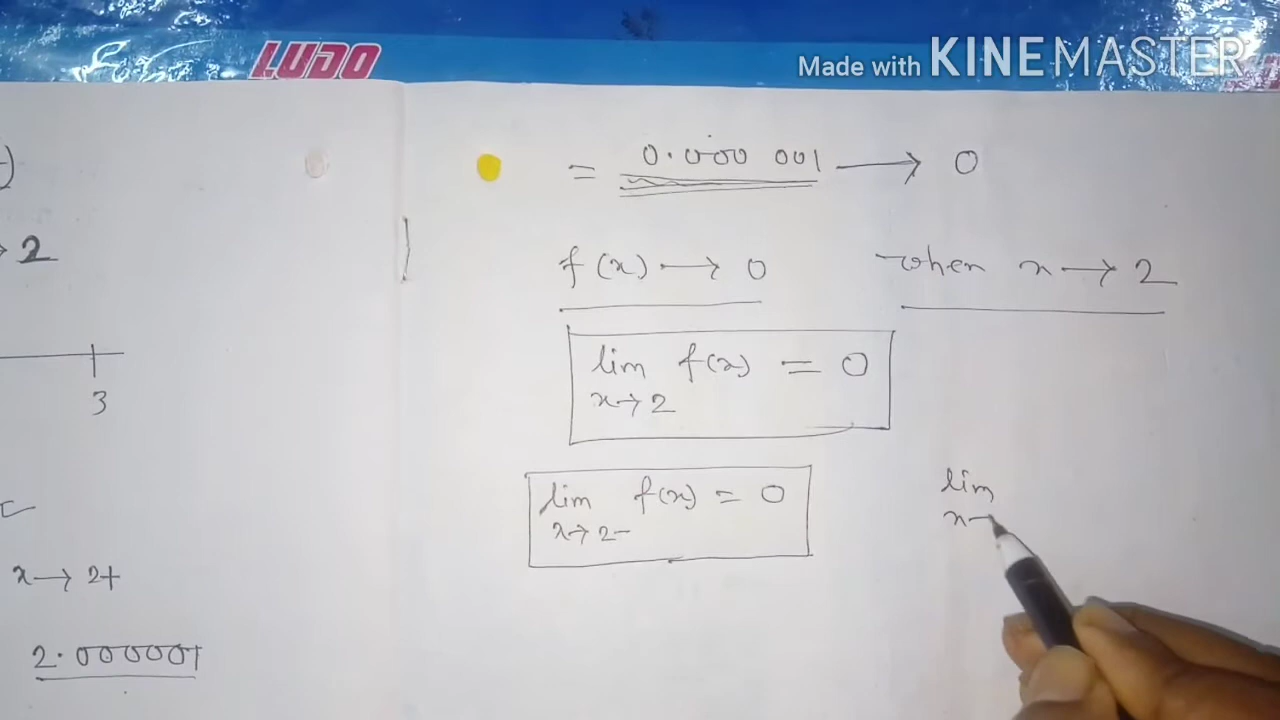 LUDO
Made with KINEMASTER
)
→ 2
3
x → 2+
2.000001
= 0.000 001 → 0
f(x) → 0 when x → 2
lim f(x) = 0
x→2
lim f(x) = 0
x→2-
lim
x→